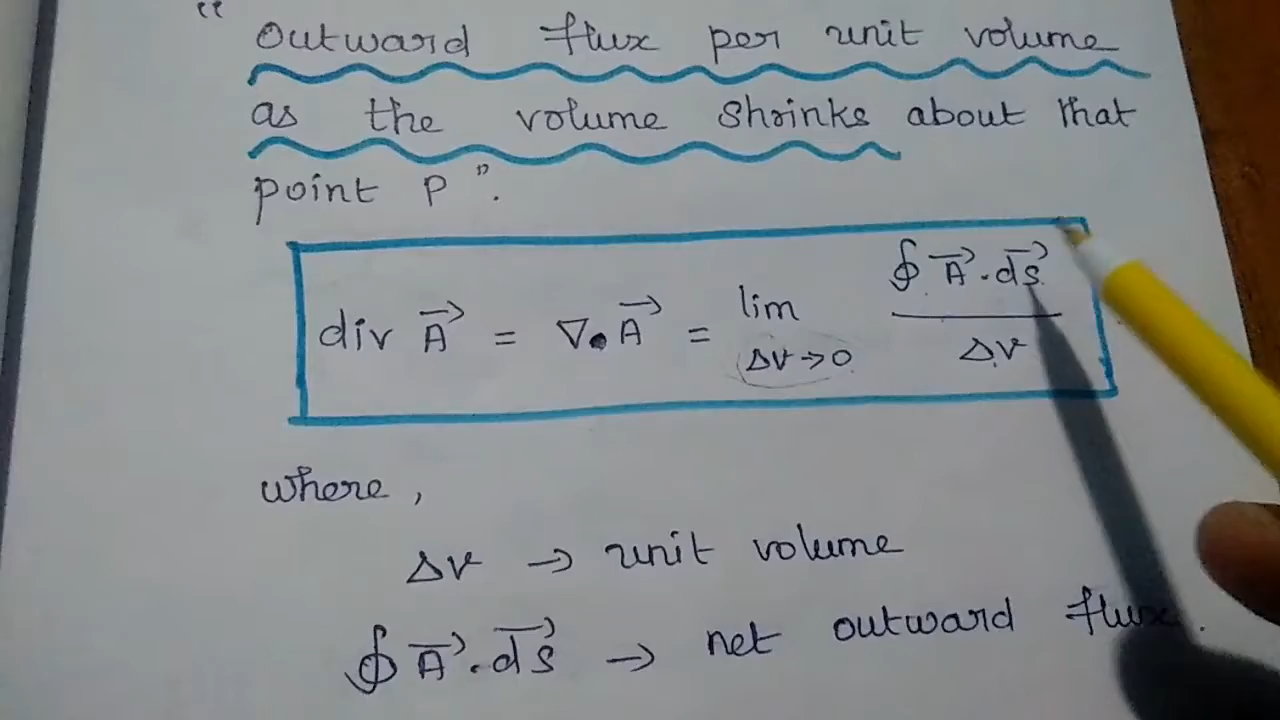 “ Outward flux per unit volume
as the volume shrinks about that
point P ”.
div A⃗ = ∇.A⃗ = lim Δv→0 ∮ A⃗.ds⃗ / Δv
where,
Δv → unit volume
∮ A⃗.ds⃗ → net outward flux.